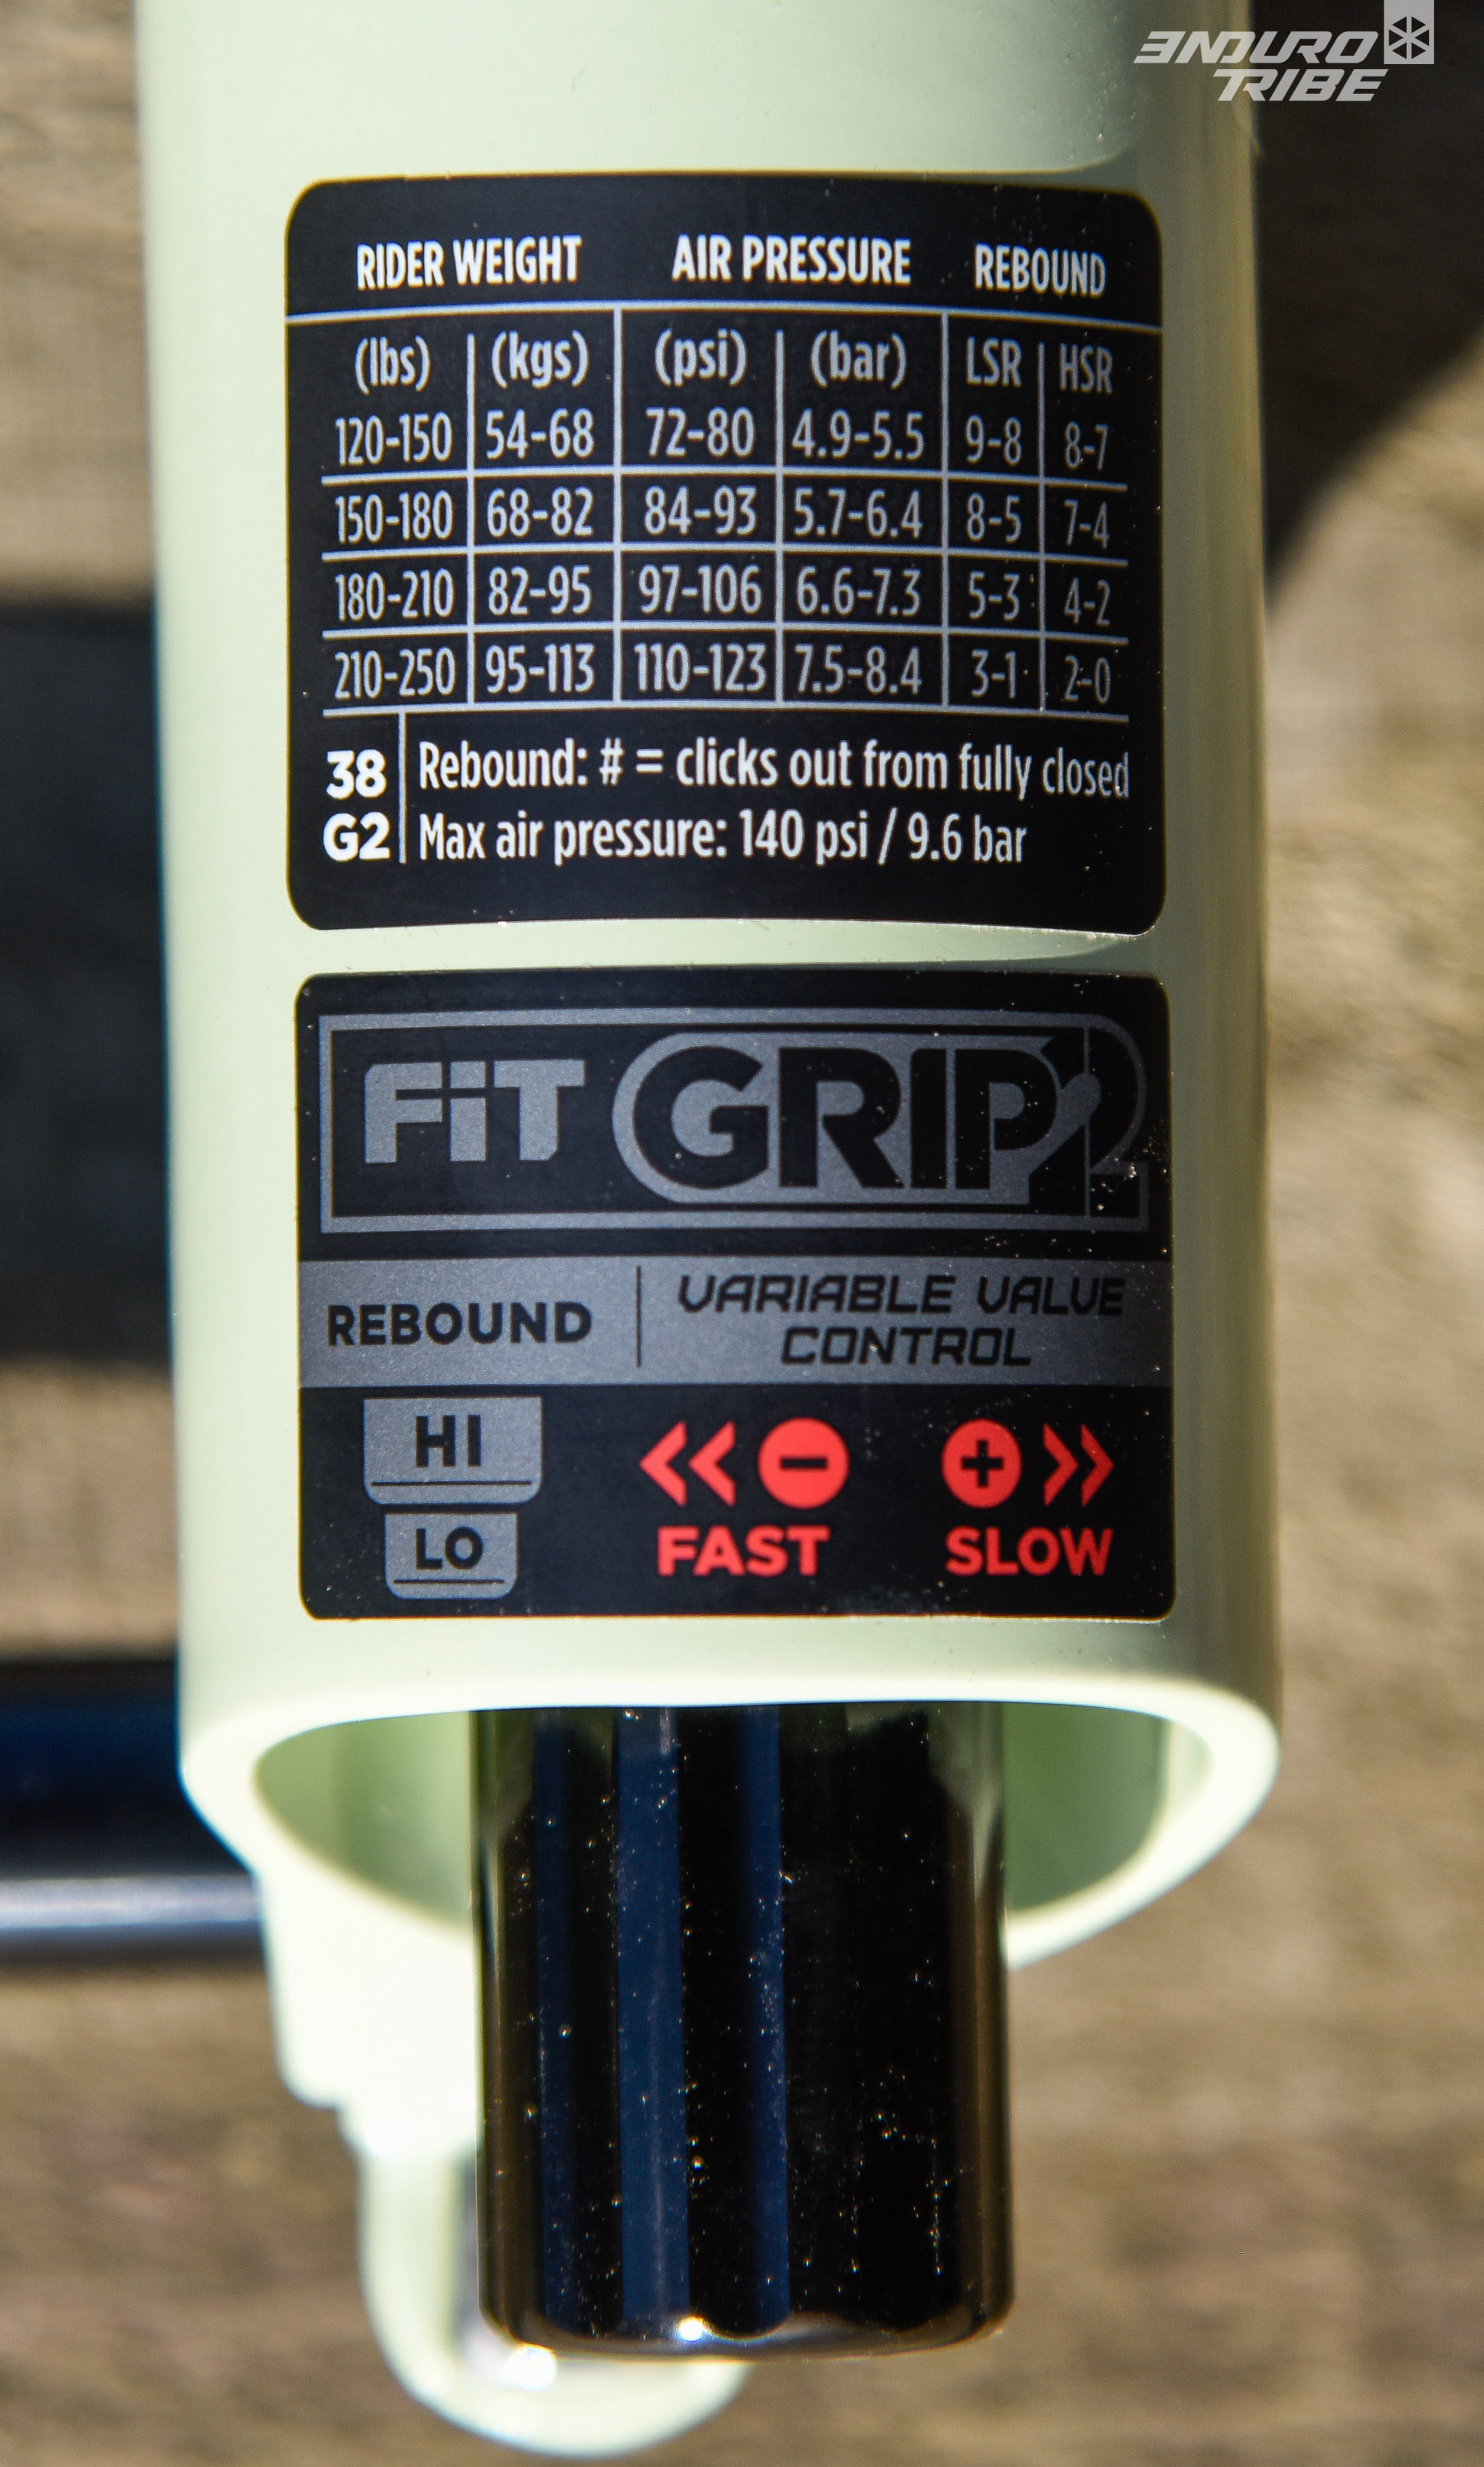 ENDURO
TRIBE
RIDER WEIGHT AIR PRESSURE REBOUND
(lbs) (kgs) (psi) (bar) LSR HSR
120-150 54-68 72-80 4.9-5.5 9-8 8-7
150-180 68-82 84-93 5.7-6.4 8-5 7-4
180-210 82-95 97-106 6.6-7.3 5-3 4-2
210-250 95-113 110-123 7.5-8.4 3-1 2-0
38 Rebound: # = clicks out from fully closed
G2 Max air pressure: 140 psi / 9.6 bar
FiT GRIP2
REBOUND VARIABLE VALVE
CONTROL
HI
LO
- +
FAST SLOW